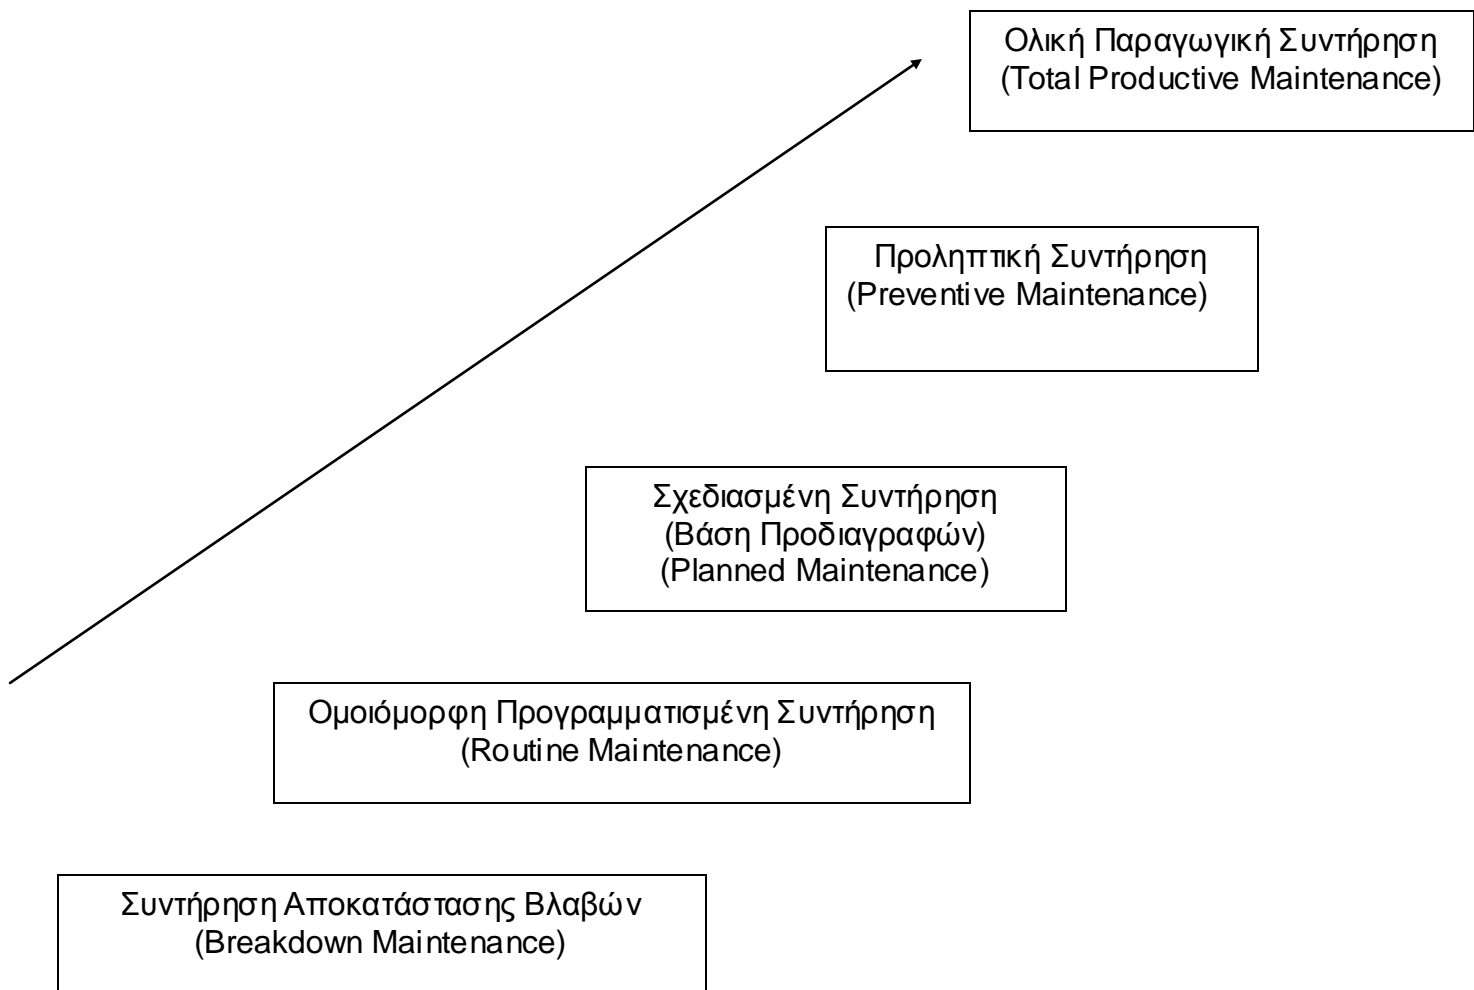 Ολική Παραγωγική Συντήρηση
(Total Productive Maintenance)
Προληπτική Συντήρηση
(Preventive Maintenance)
Σχεδιασμένη Συντήρηση
(Βάση Προδιαγραφών)
(Planned Maintenance)
Ομοιόμορφη Προγραμματισμένη Συντήρηση
(Routine Maintenance)
Συντήρηση Αποκατάστασης Βλαβών
(Breakdown Maintenance)